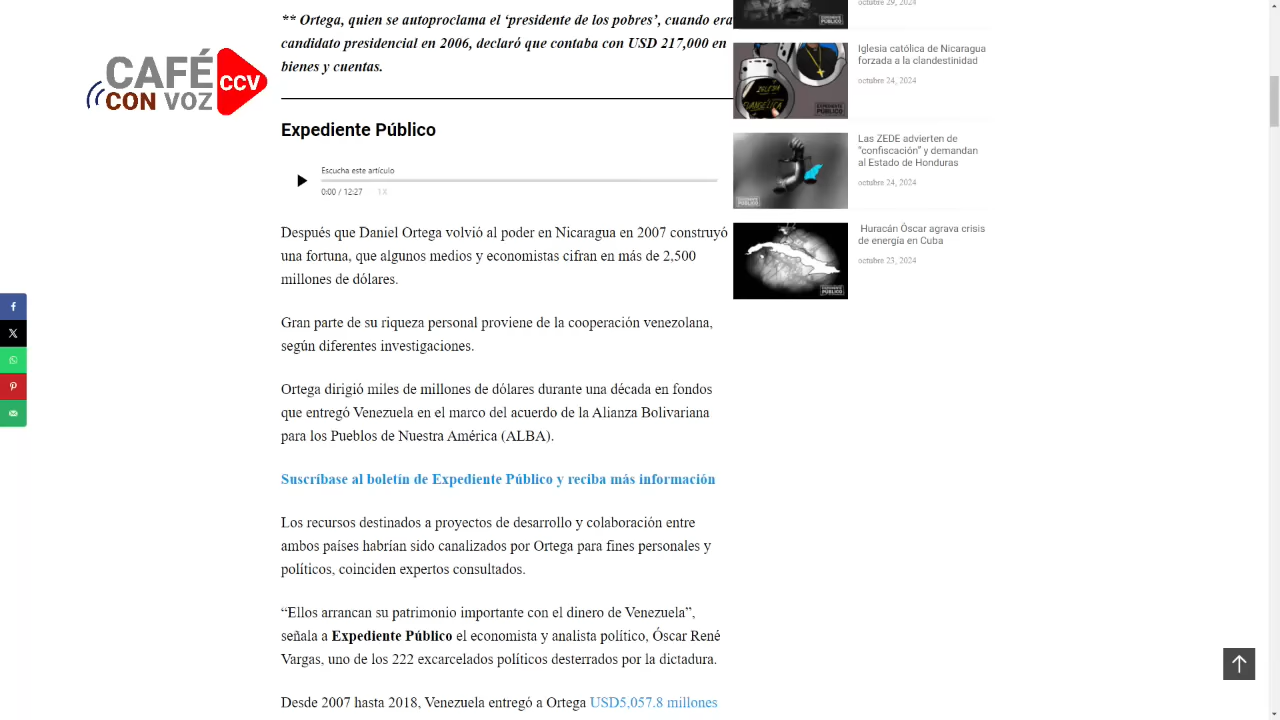 ** Ortega, quien se autoproclama el ‘presidente de los pobres’, cuando era
candidato presidencial en 2006, declaró que contaba con USD 217,000 en
bienes y cuentas.
CAFÉ
CON VOZ
CCV
Expediente Público
Escucha este artículo
0:00 / 12:27 1X
Después que Daniel Ortega volvió al poder en Nicaragua en 2007 construyó
una fortuna, que algunos medios y economistas cifran en más de 2,500
millones de dólares.
Gran parte de su riqueza personal proviene de la cooperación venezolana,
según diferentes investigaciones.
Ortega dirigió miles de millones de dólares durante una década en fondos
que entregó Venezuela en el marco del acuerdo de la Alianza Bolivariana
para los Pueblos de Nuestra América (ALBA).
Suscríbase al boletín de Expediente Público y reciba más información
Los recursos destinados a proyectos de desarrollo y colaboración entre
ambos países habrían sido canalizados por Ortega para fines personales y
políticos, coinciden expertos consultados.
“Ellos arrancan su patrimonio importante con el dinero de Venezuela”,
señala a Expediente Público el economista y analista político, Óscar René
Vargas, uno de los 222 excarcelados políticos desterrados por la dictadura.
Desde 2007 hasta 2018, Venezuela entregó a Ortega USD5,057.8 millones
octubre 29, 2024
EXPEDIENTE PÚBLICO
Iglesia católica de Nicaragua
forzada a la clandestinidad
octubre 24, 2024
IGLESIA
EVANGÉLICA
EXPEDIENTE PÚBLICO
Las ZEDE advierten de
“confiscación” y demandan
al Estado de Honduras
octubre 24, 2024
EXPEDIENTE PÚBLICO
Huracán Óscar agrava crisis
de energía en Cuba
octubre 23, 2024
EXPEDIENTE PÚBLICO